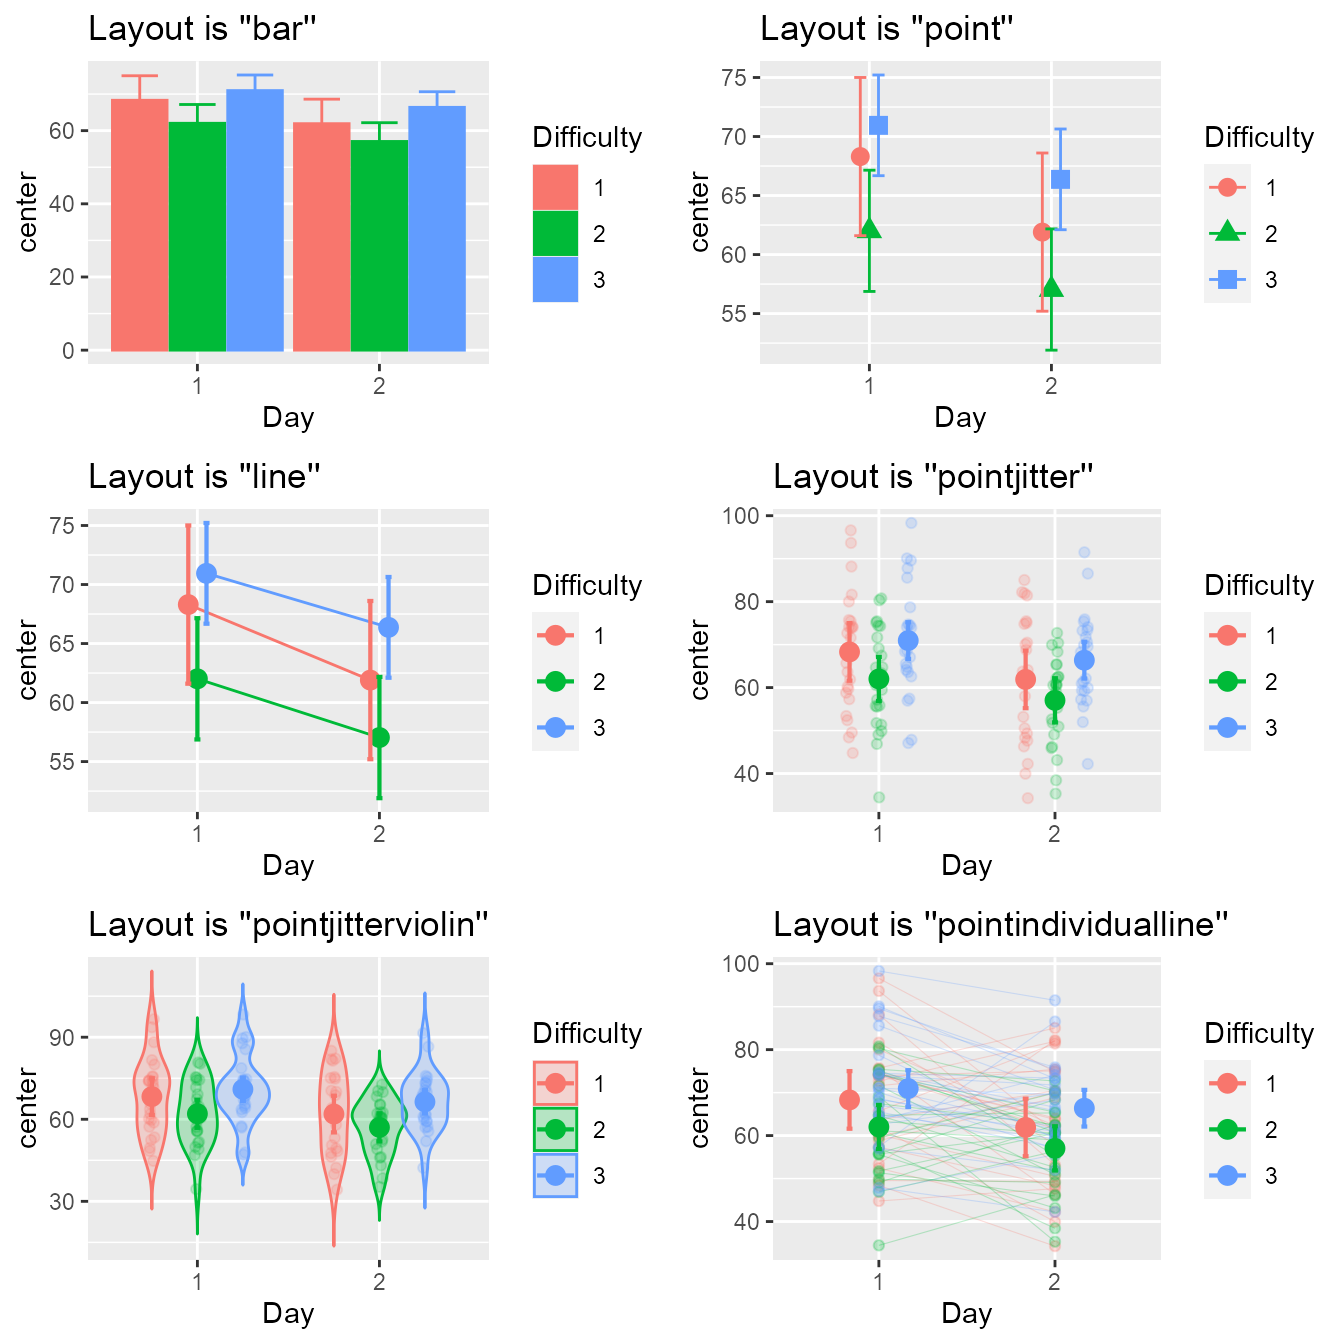 Layout is "bar"
60
40
20
0
center
1
2
Day
Difficulty
1
2
3
Layout is "point"
75
70
65
60
55
center
1
2
Day
Difficulty
1
2
3
Layout is "line"
75
70
65
60
55
center
1
2
Day
Difficulty
1
2
3
Layout is "pointjitter"
100
80
60
40
center
1
2
Day
Difficulty
1
2
3
Layout is "pointjitterviolin"
90
60
30
center
1
2
Day
Difficulty
1
2
3
Layout is "pointindividualline"
100
80
60
40
center
1
2
Day
Difficulty
1
2
3